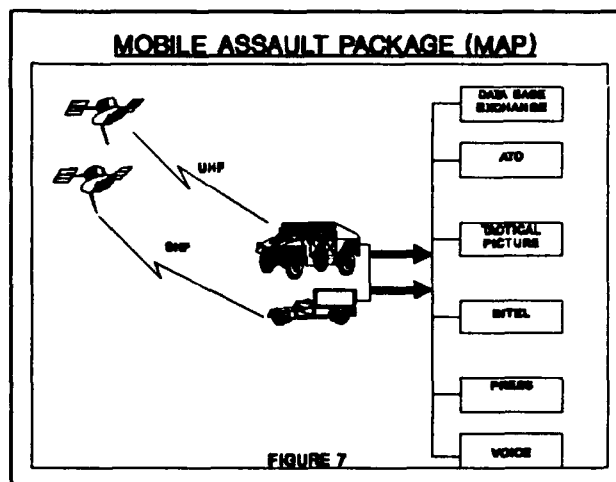 MOBILE ASSAULT PACKAGE (MAP)
DATA BASE
EXCHANGE
UHF
ATO
SHF
TACTICAL
PICTURE
INTEL
PRESS
VOICE
FIGURE 7